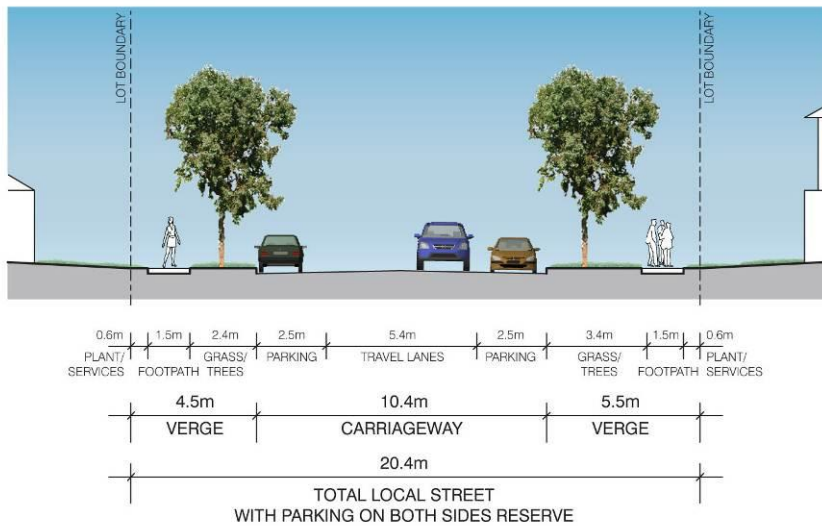 LOT BOUNDARY
LOT BOUNDARY
0.6m 1.5m 2.4m 2.5m 5.4m 2.5m 3.4m 1.5m 0.6m
PLANT/ GRASS/ PARKING TRAVEL LANES PARKING GRASS/ PLANT/
SERVICES FOOTPATH TREES TREES FOOTPATH SERVICES
4.5m 10.4m 5.5m
VERGE CARRIAGEWAY VERGE
20.4m
TOTAL LOCAL STREET
WITH PARKING ON BOTH SIDES RESERVE